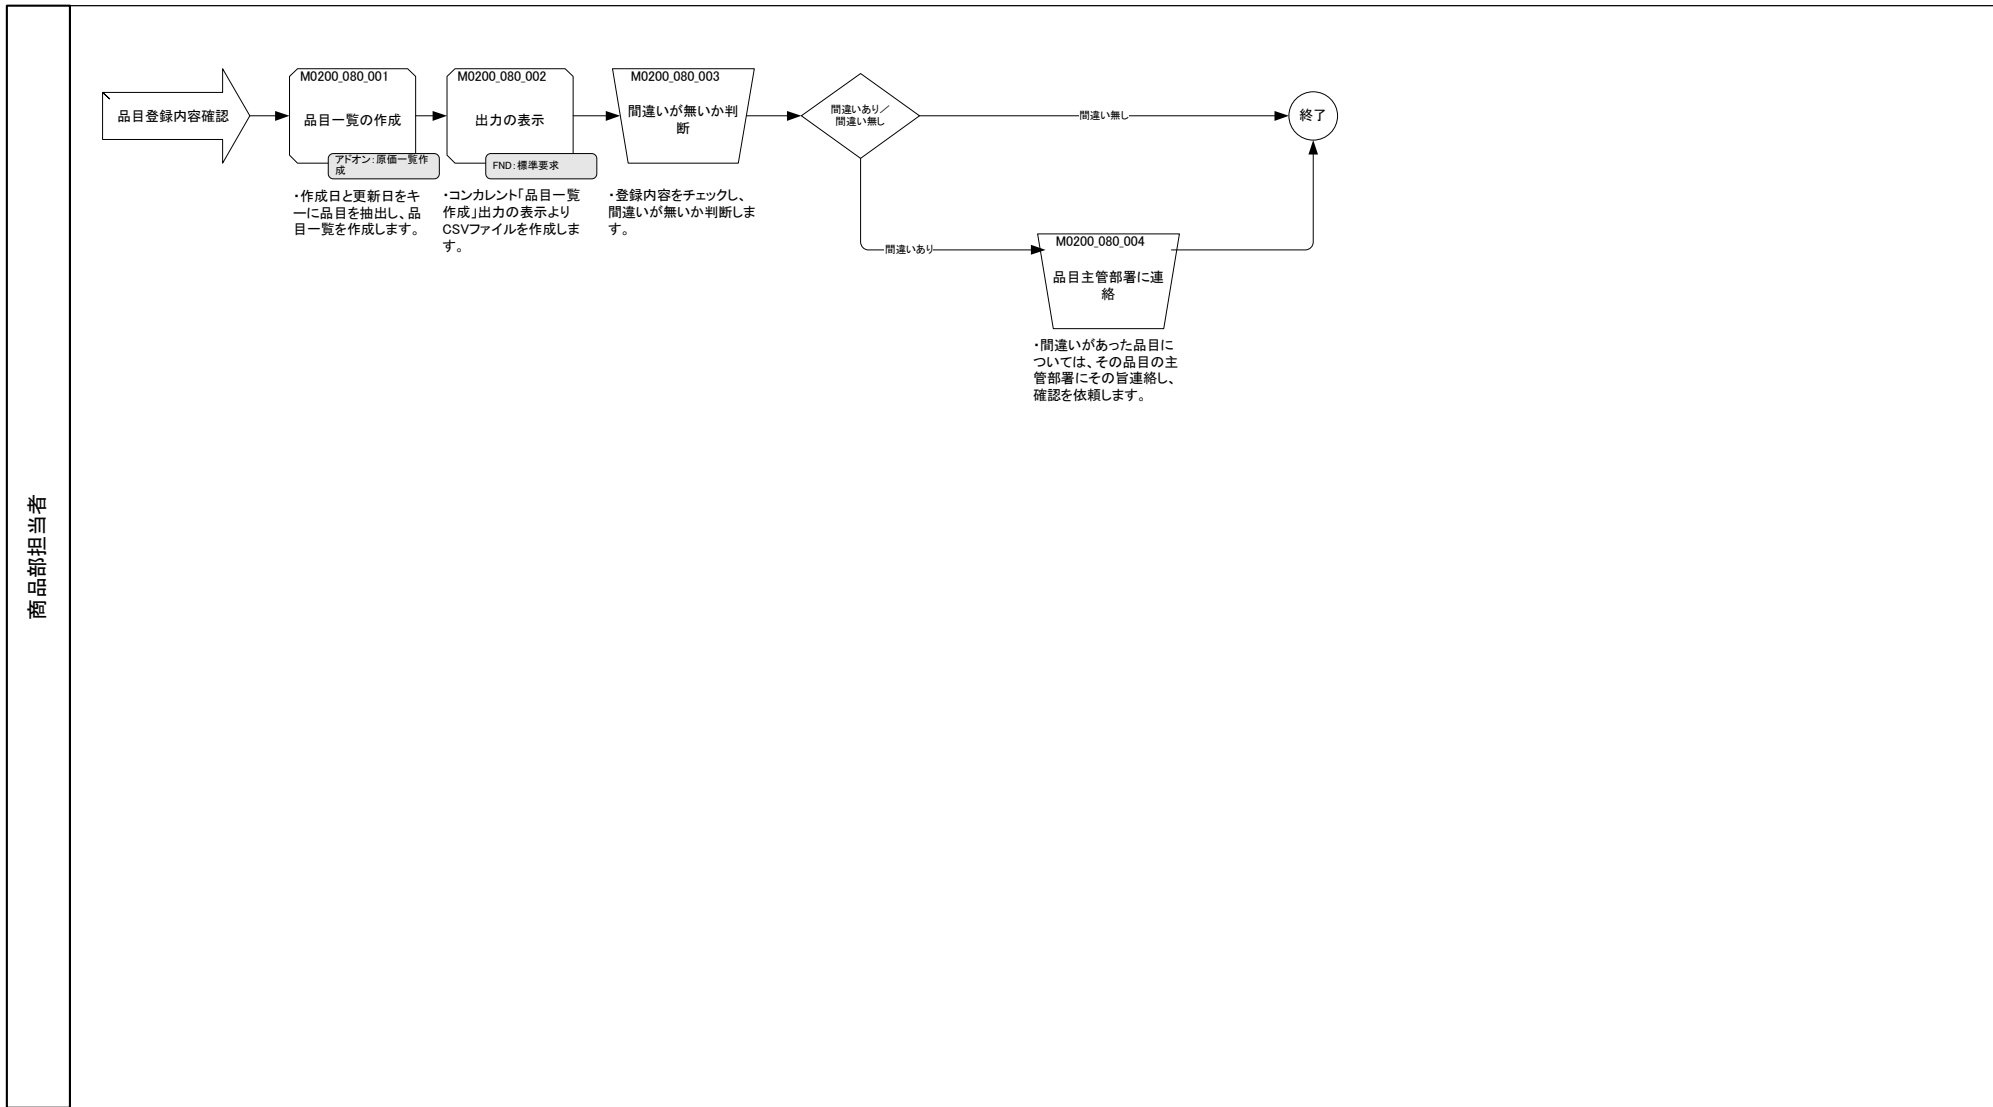 商品部担当者
品目登録内容確認
M0200_080_001
品目一覧の作成
アドオン：原価一覧作
成
・作成日と更新日をキ
ーに品目を抽出し、品
目一覧を作成します。
M0200_080_002
出力の表示
FND：標準要求
・コンカレント「品目一覧
作成」出力の表示より
CSVファイルを作成しま
す。
M0200_080_003
間違いが無いか判
断
・登録内容をチェックし、
間違いが無いか判断しま
す。
間違いあり／
間違い無し
間違い無し
終了
間違いあり
M0200_080_004
品目主管部署に連
絡
・間違いがあった品目に
ついては、その品目の主
管部署にその旨連絡し、
確認を依頼します。